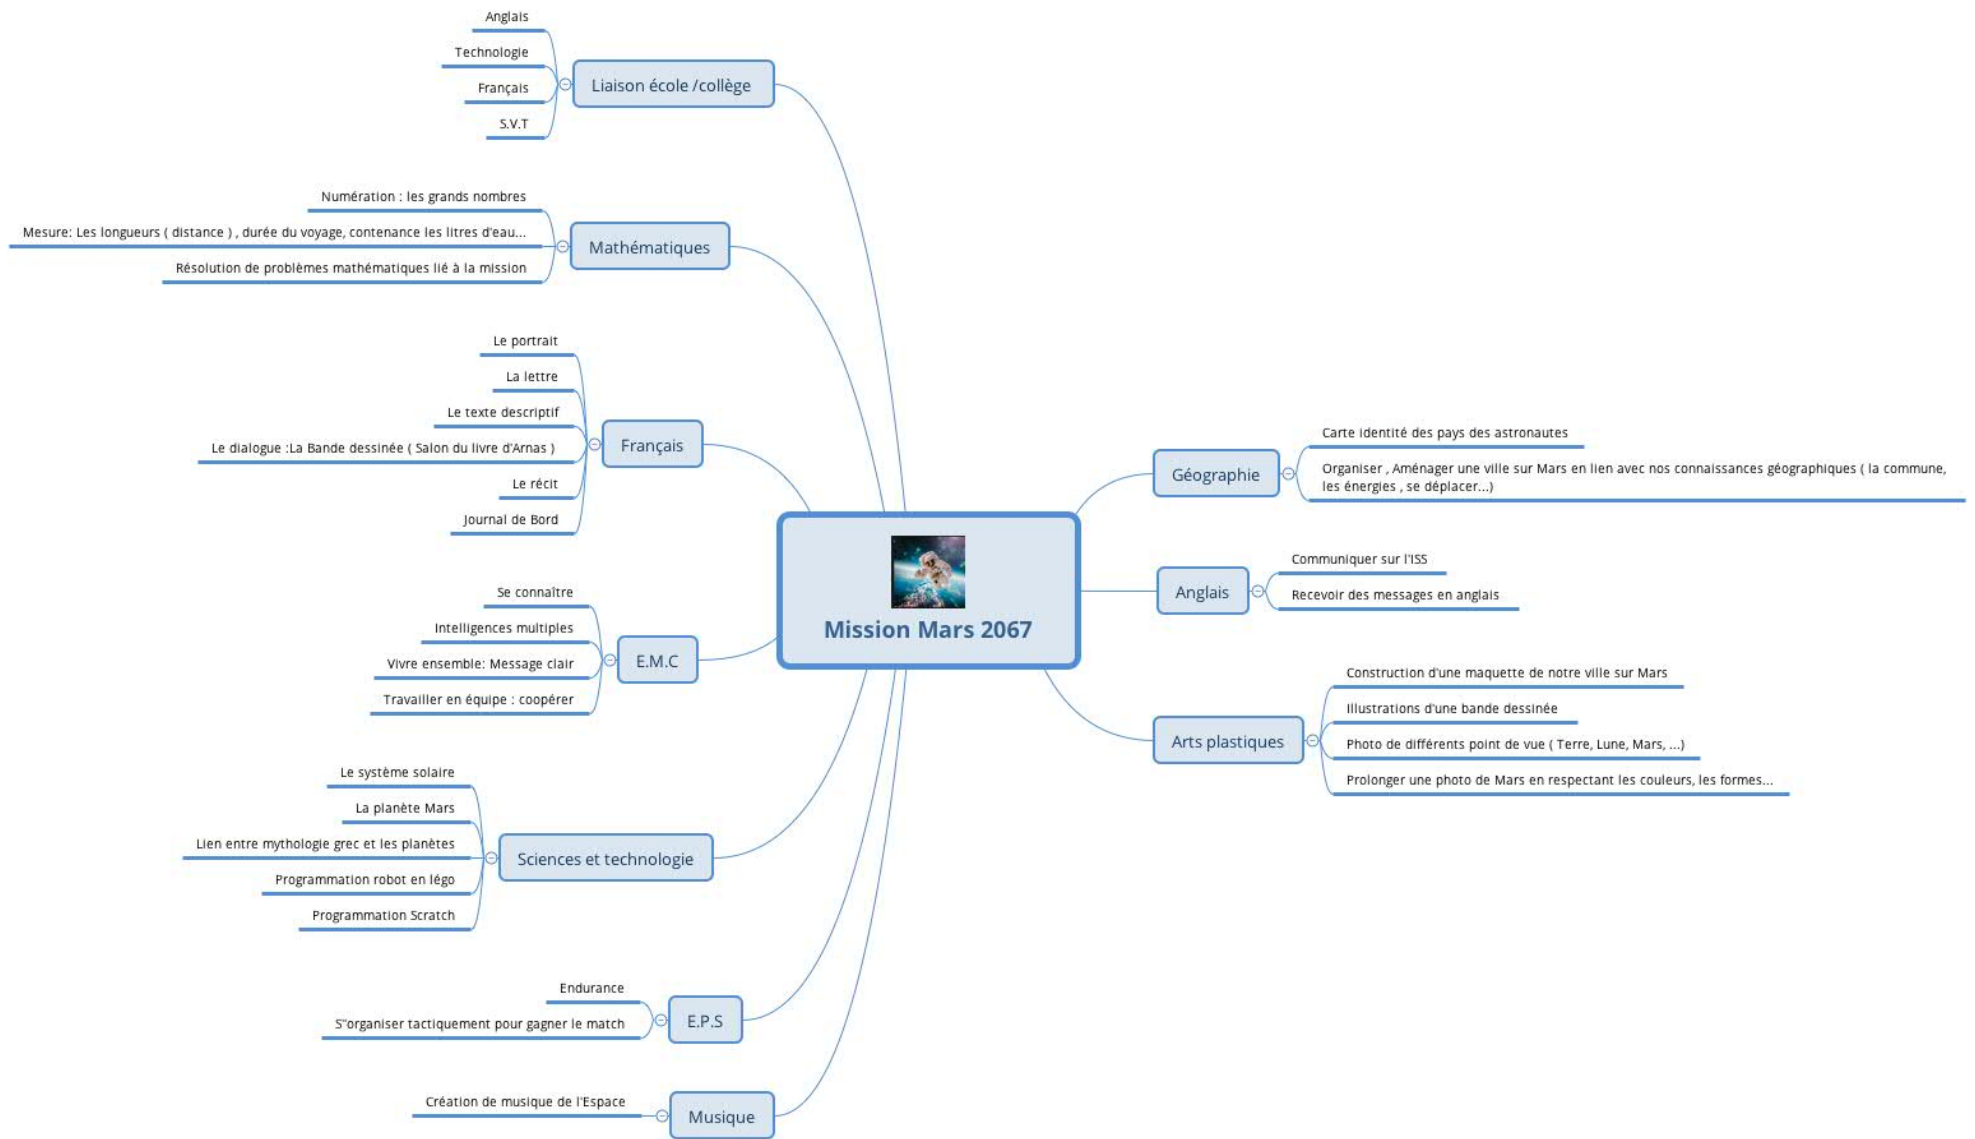 Anglais
Technologie
Français
S.V.T
Liaison école /collège
Numération : les grands nombres
Mesure: Les longueurs ( distance ) , durée du voyage, contenance les litres d'eau...
Résolution de problèmes mathématiques lié à la mission
Mathématiques
Le portrait
La lettre
Le texte descriptif
Le dialogue :La Bande dessinée ( Salon du livre d'Arnas )
Le récit
Journal de Bord
Français
Se connaître
Intelligences multiples
Vivre ensemble: Message clair
Travailler en équipe : coopérer
E.M.C
Le système solaire
La planète Mars
Lien entre mythologie grec et les planètes
Programmation robot en légo
Programmation Scratch
Sciences et technologie
Endurance
S''organiser tactiquement pour gagner le match
E.P.S
Création de musique de l'Espace
Musique
Mission Mars 2067
Géographie
Carte identité des pays des astronautes
Organiser , Aménager une ville sur Mars en lien avec nos connaissances géographiques ( la commune,
les énergies , se déplacer...)
Anglais
Communiquer sur l'ISS
Recevoir des messages en anglais
Arts plastiques
Construction d'une maquette de notre ville sur Mars
Illustrations d'une bande dessinée
Photo de différents point de vue ( Terre, Lune, Mars, ...)
Prolonger une photo de Mars en respectant les couleurs, les formes...